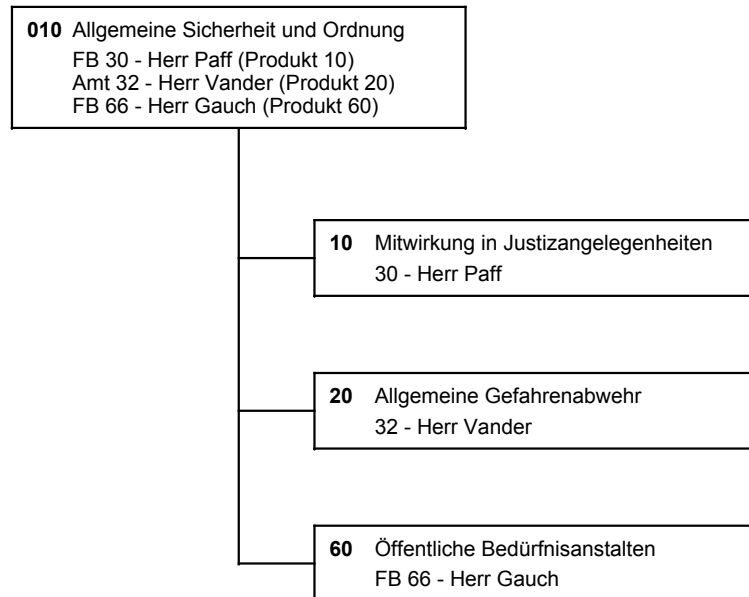 010 Allgemeine Sicherheit und Ordnung
FB 30 - Herr Paff (Produkt 10)
Amt 32 - Herr Vander (Produkt 20)
FB 66 - Herr Gauch (Produkt 60)
10 Mitwirkung in Justizangelegenheiten
30 - Herr Paff
20 Allgemeine Gefahrenabwehr
32 - Herr Vander
60 Öffentliche Bedürfnisanstalten
FB 66 - Herr Gauch